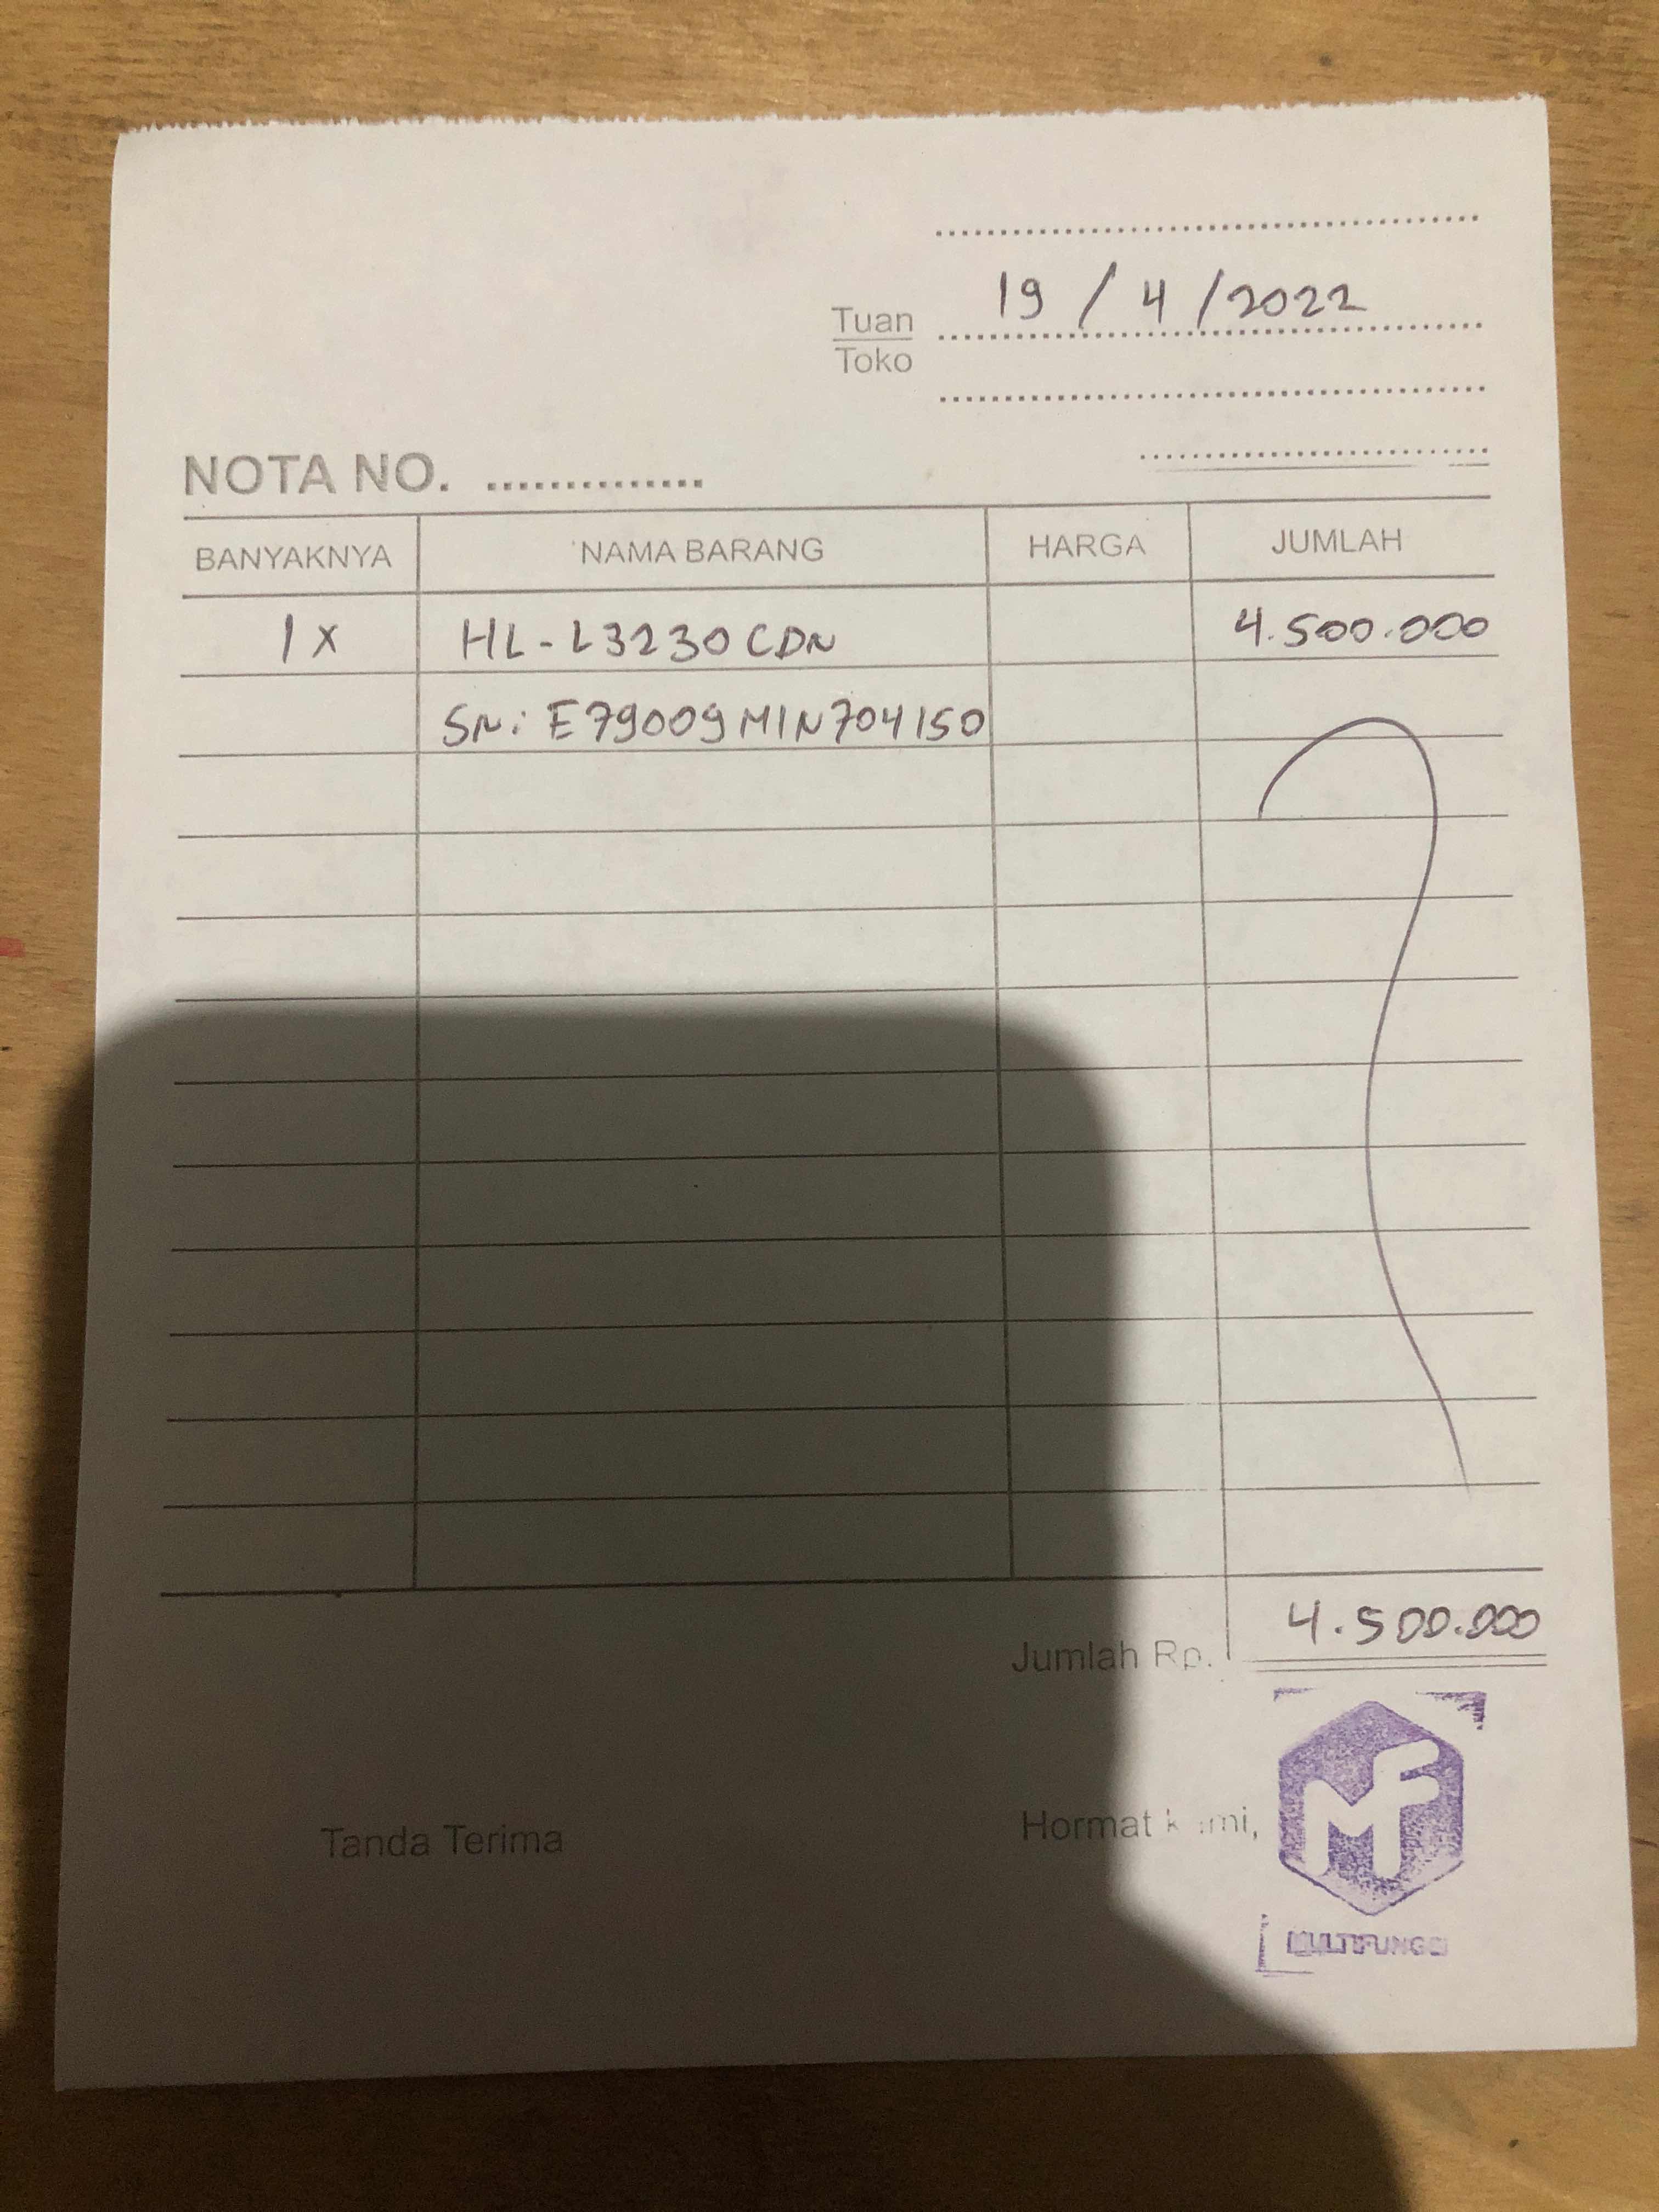 19 / 4 / 2022
Tuan
Toko
NOTA NO. ..............
BANYAKNYA NAMA BARANG HARGA JUMLAH
1 X HL-L3230CDN 4.500.000
SN: E79009M1N704150
Jumlah Rp. 4.500.000
Tanda Terima Hormat kami,
MF
MULTIFUNGSI